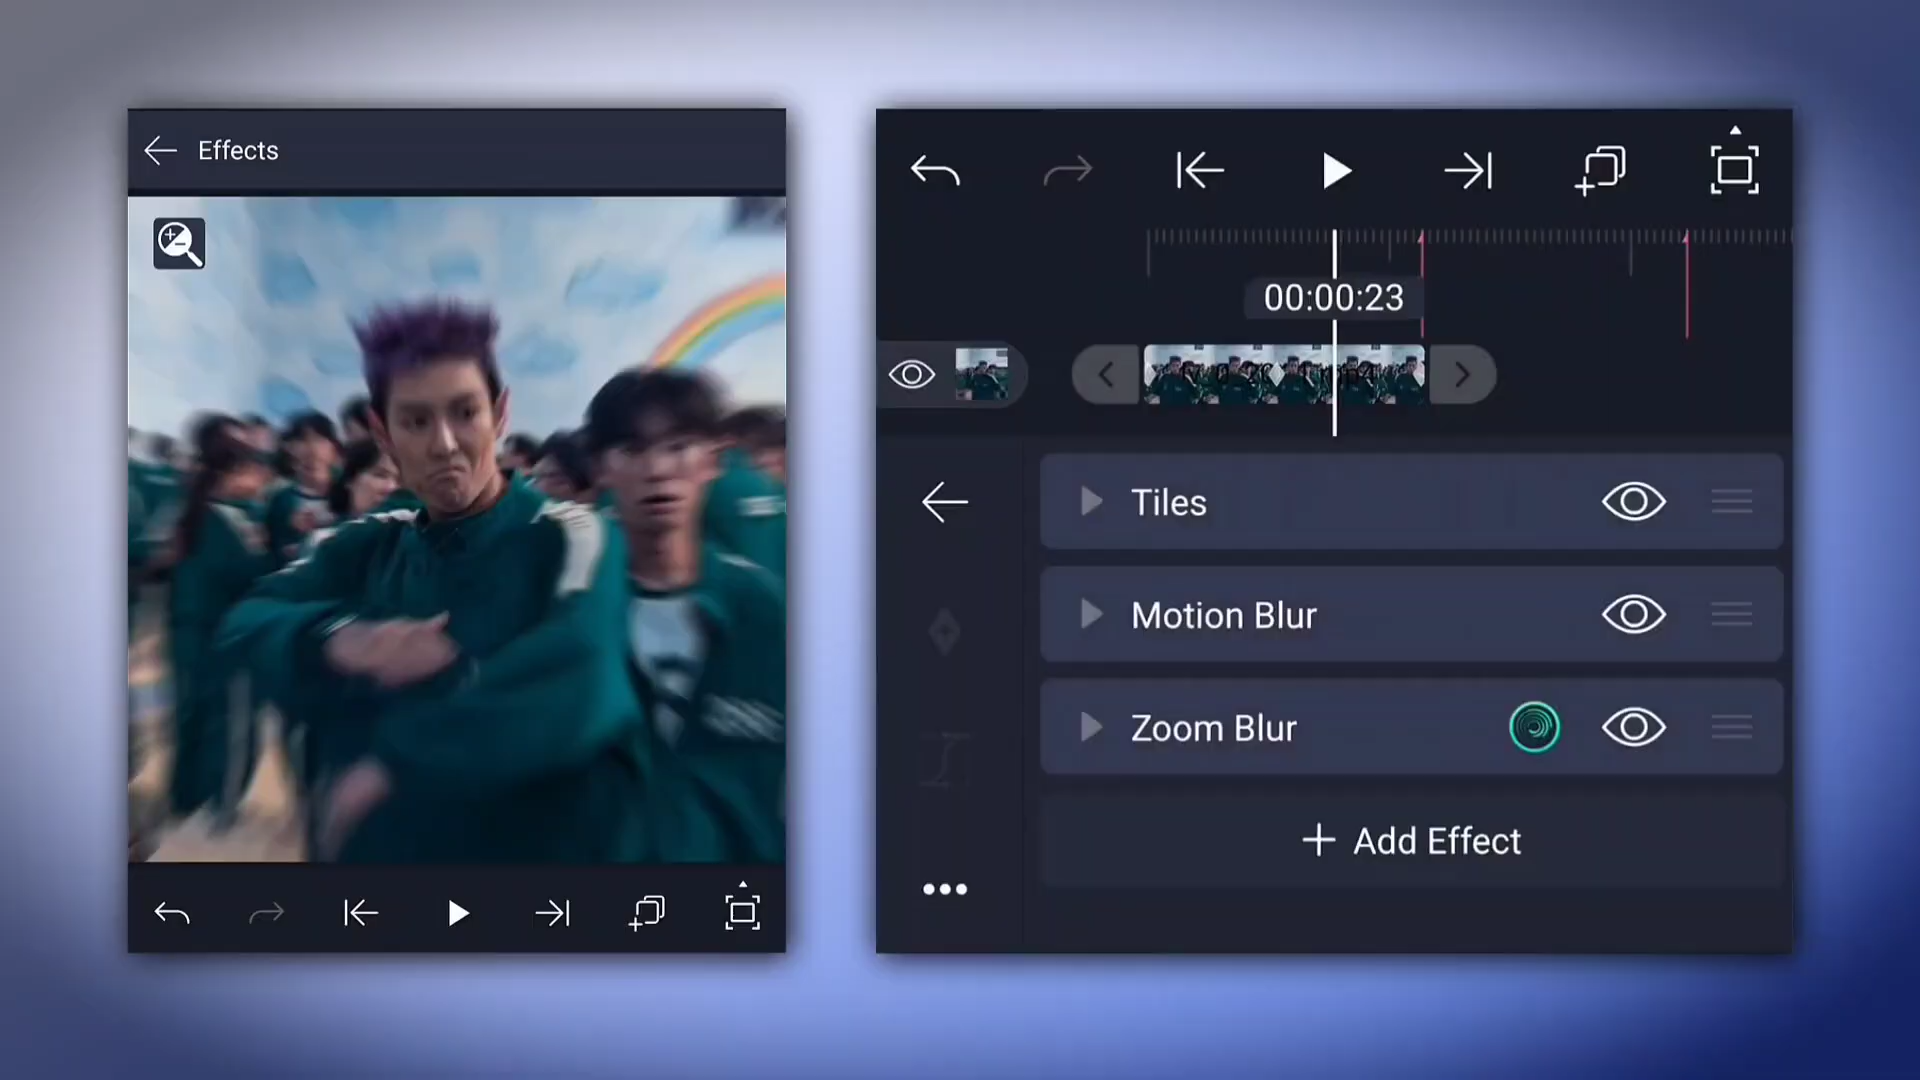 Effects
00:00:23
Tiles
Motion Blur
Zoom Blur
+ Add Effect